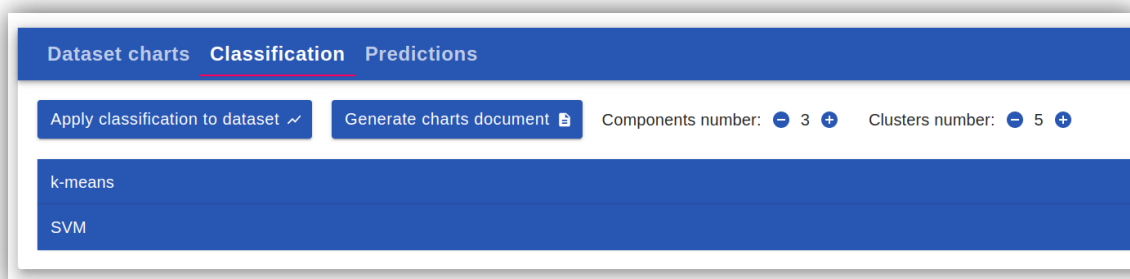 Dataset charts Classification Predictions
Apply classification to dataset Generate charts document Components number: 3 Clusters number: 5
k-means
SVM